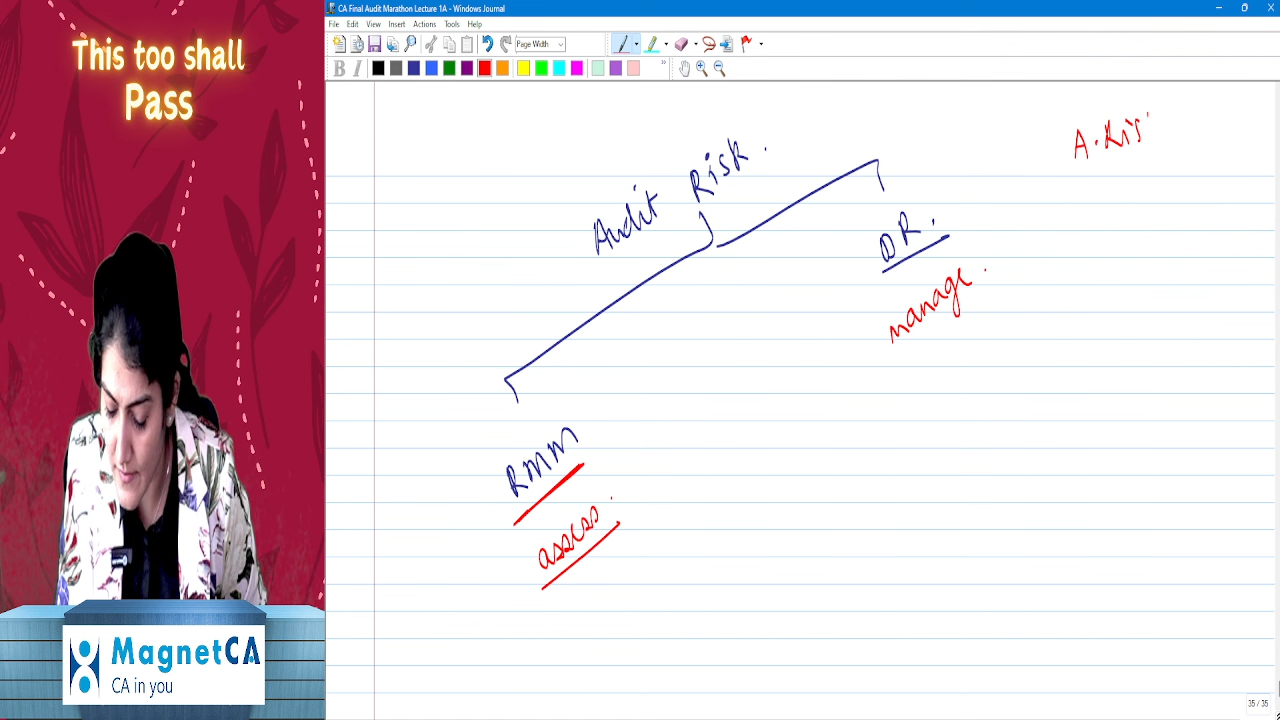 This too shall
Pass
CA Final Audit Marathon Lecture 1A - Windows Journal
File Edit View Insert Actions Tools Help
Page Width
B I
Audit Risk.
A. Ris
DR.
manage.
RMM
assess.
MagnetCA
CA in you
35 / 35